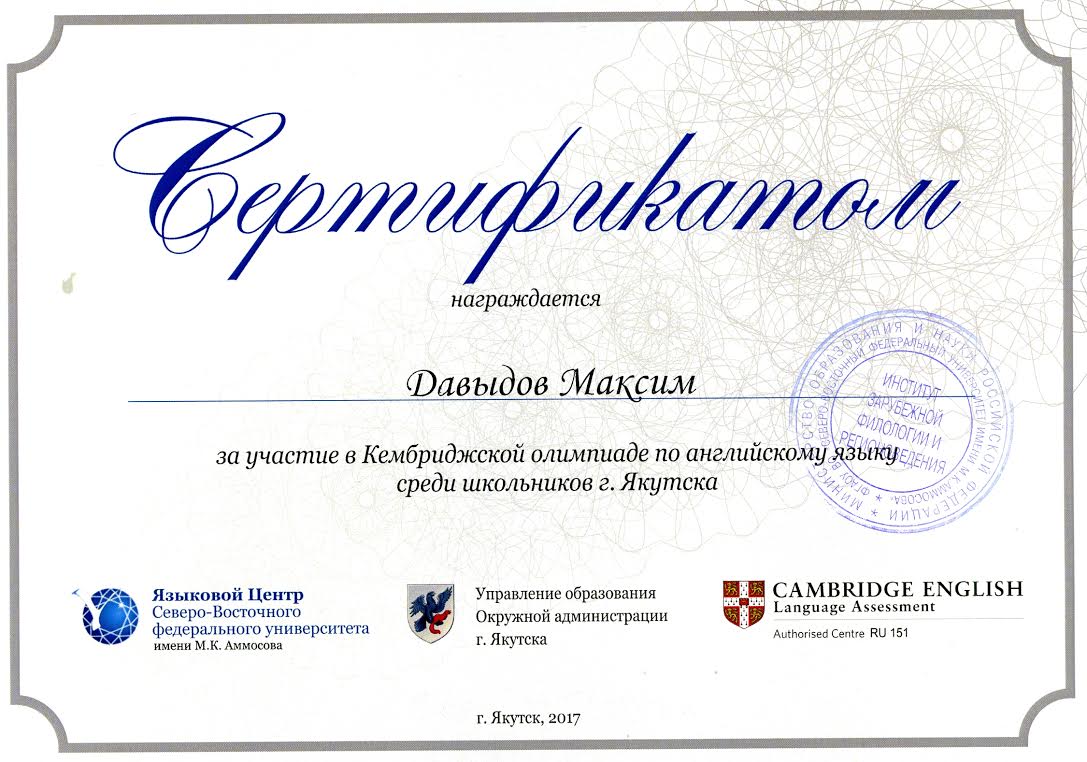 Сертификатом
награждается
Давыдов Максим
за участие в Кембриджской олимпиаде по английскому языку
среди школьников г. Якутска
МИНИСТЕРСТВО ОБРАЗОВАНИЯ И НАУКИ РОССИЙСКОЙ ФЕДЕРАЦИИ *
ФГАОУ ВО «СЕВЕРО-ВОСТОЧНЫЙ ФЕДЕРАЛЬНЫЙ УНИВЕРСИТЕТ ИМЕНИ М.К.АММОСОВА» *
ИНСТИТУТ
ЗАРУБЕЖНОЙ
ФИЛОЛОГИИ И
РЕГИОНОВЕДЕНИЯ
Языковой Центр
Северо-Восточного
федерального университета
имени М.К. Аммосова
Управление образования
Окружной администрации
г. Якутска
CAMBRIDGE ENGLISH
Language Assessment
Authorised Centre RU 151
г. Якутск, 2017